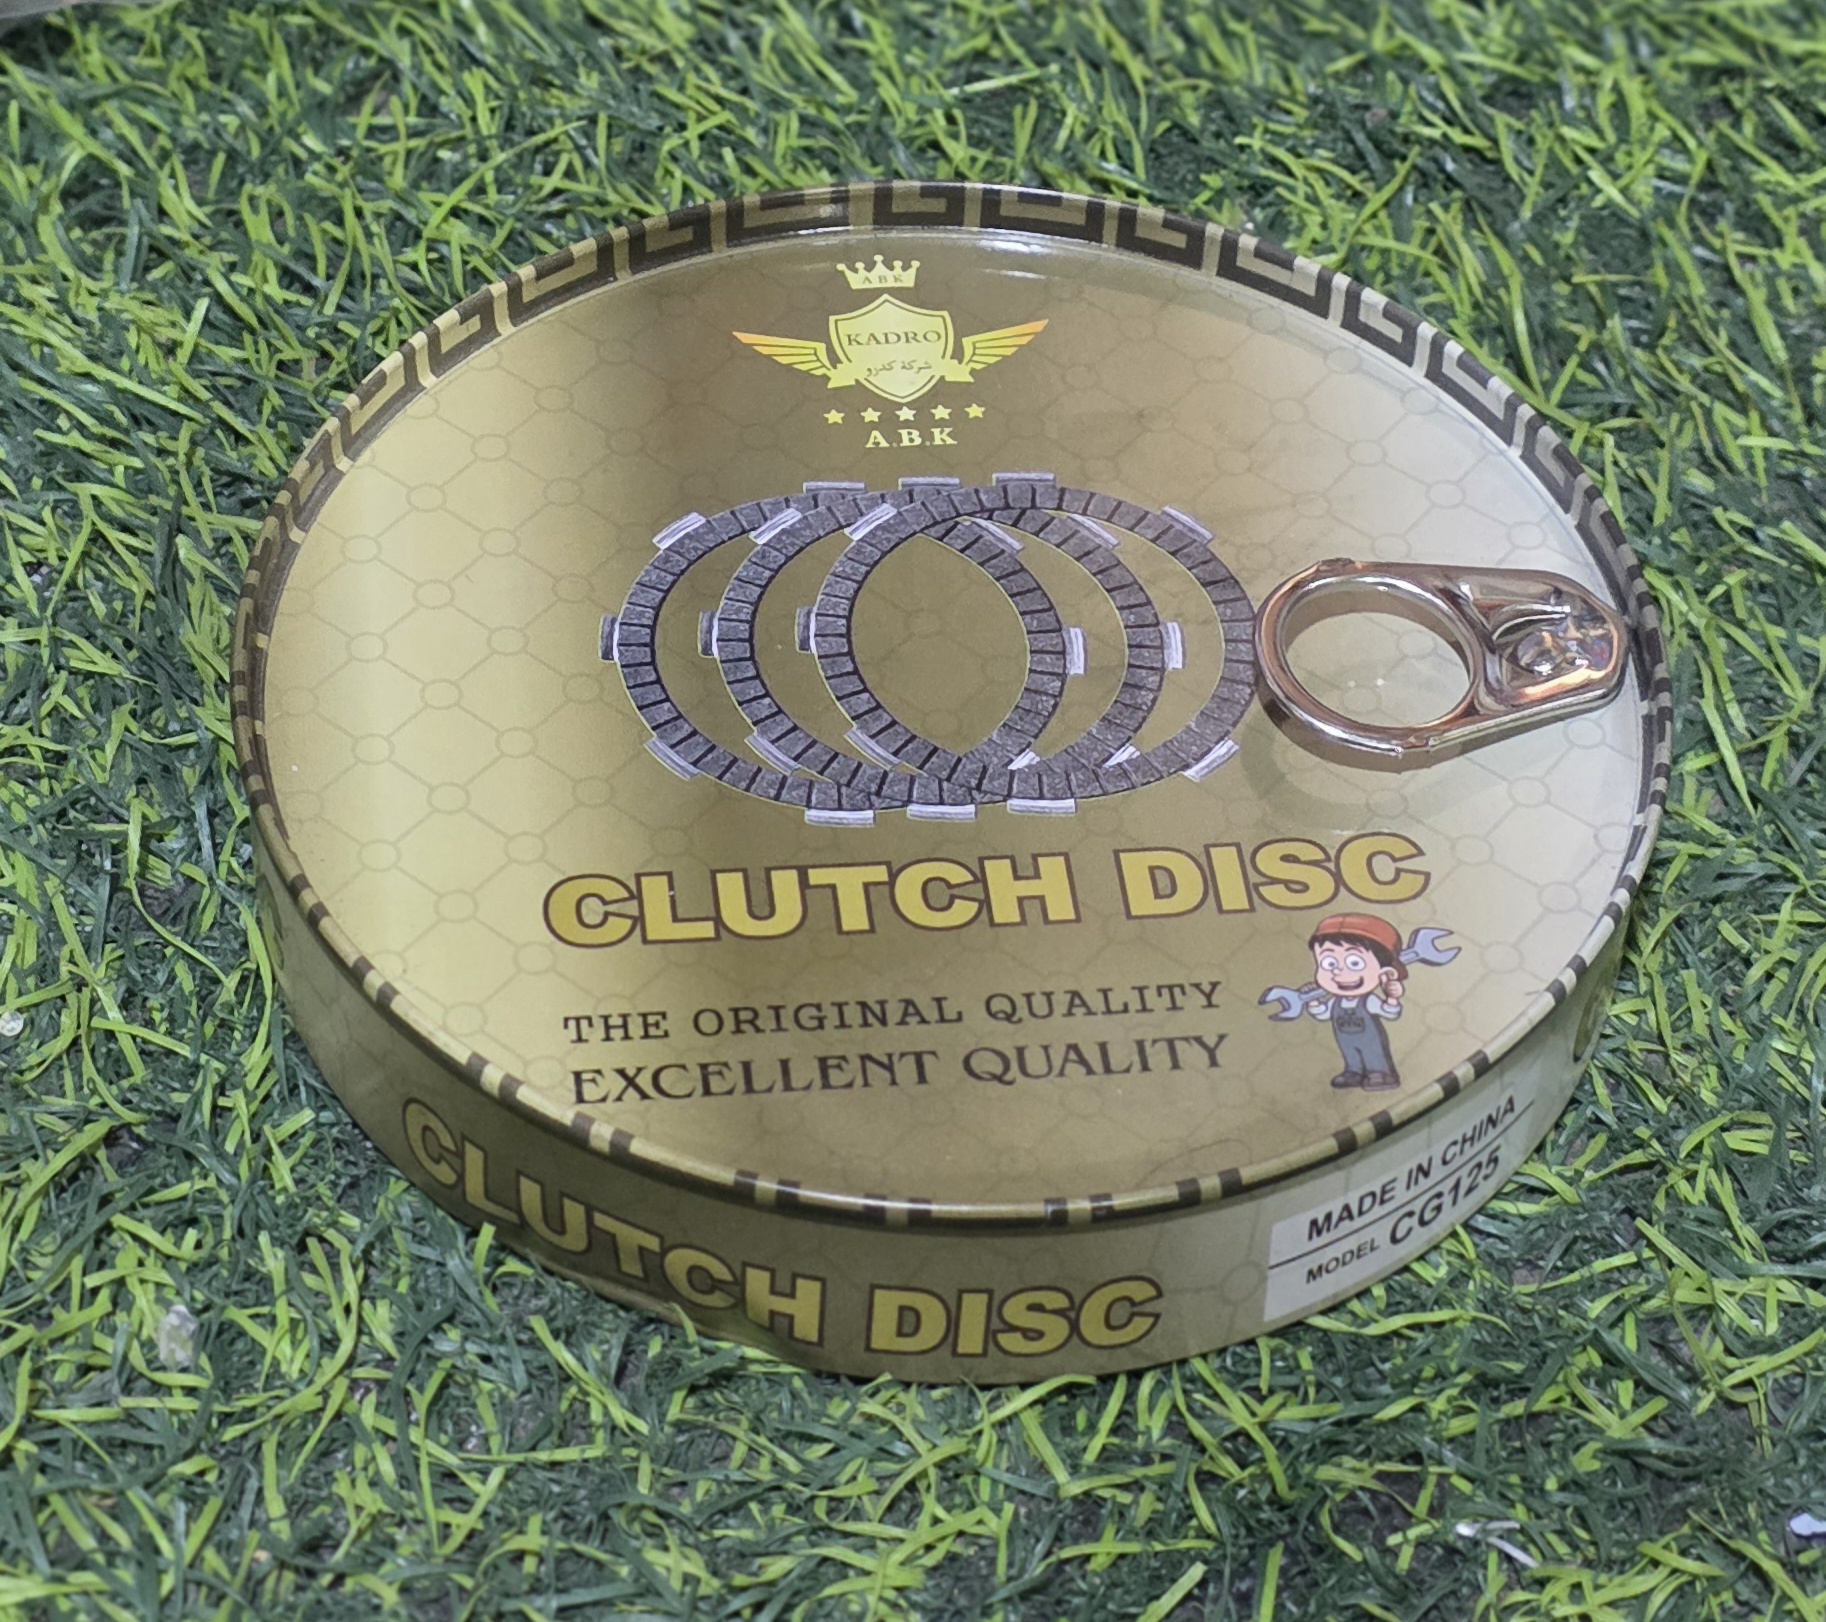 A B K
KADRO
شركة كدرو
A.B.K
CLUTCH DISC
THE ORIGINAL QUALITY
EXCELLENT QUALITY
CLUTCH DISC
MADE IN CHINA
MODEL CG125